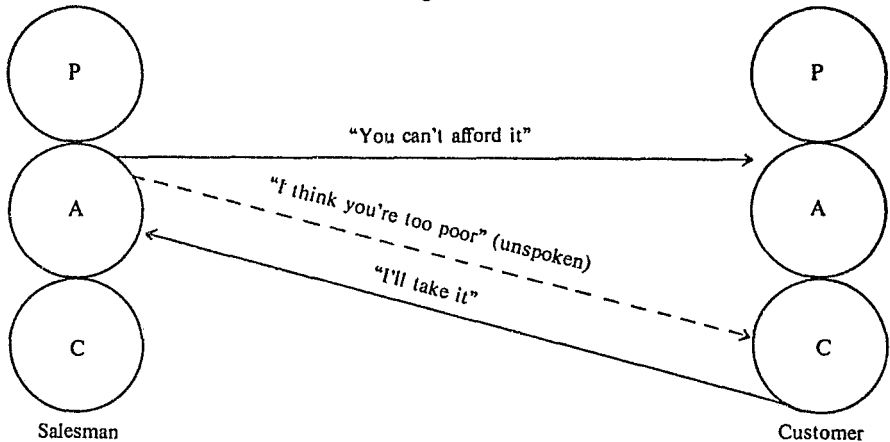 P
P
"You can't afford it"
"I think you're too poor" (unspoken)
A
A
"I'll take it"
C
C
Salesman
Customer